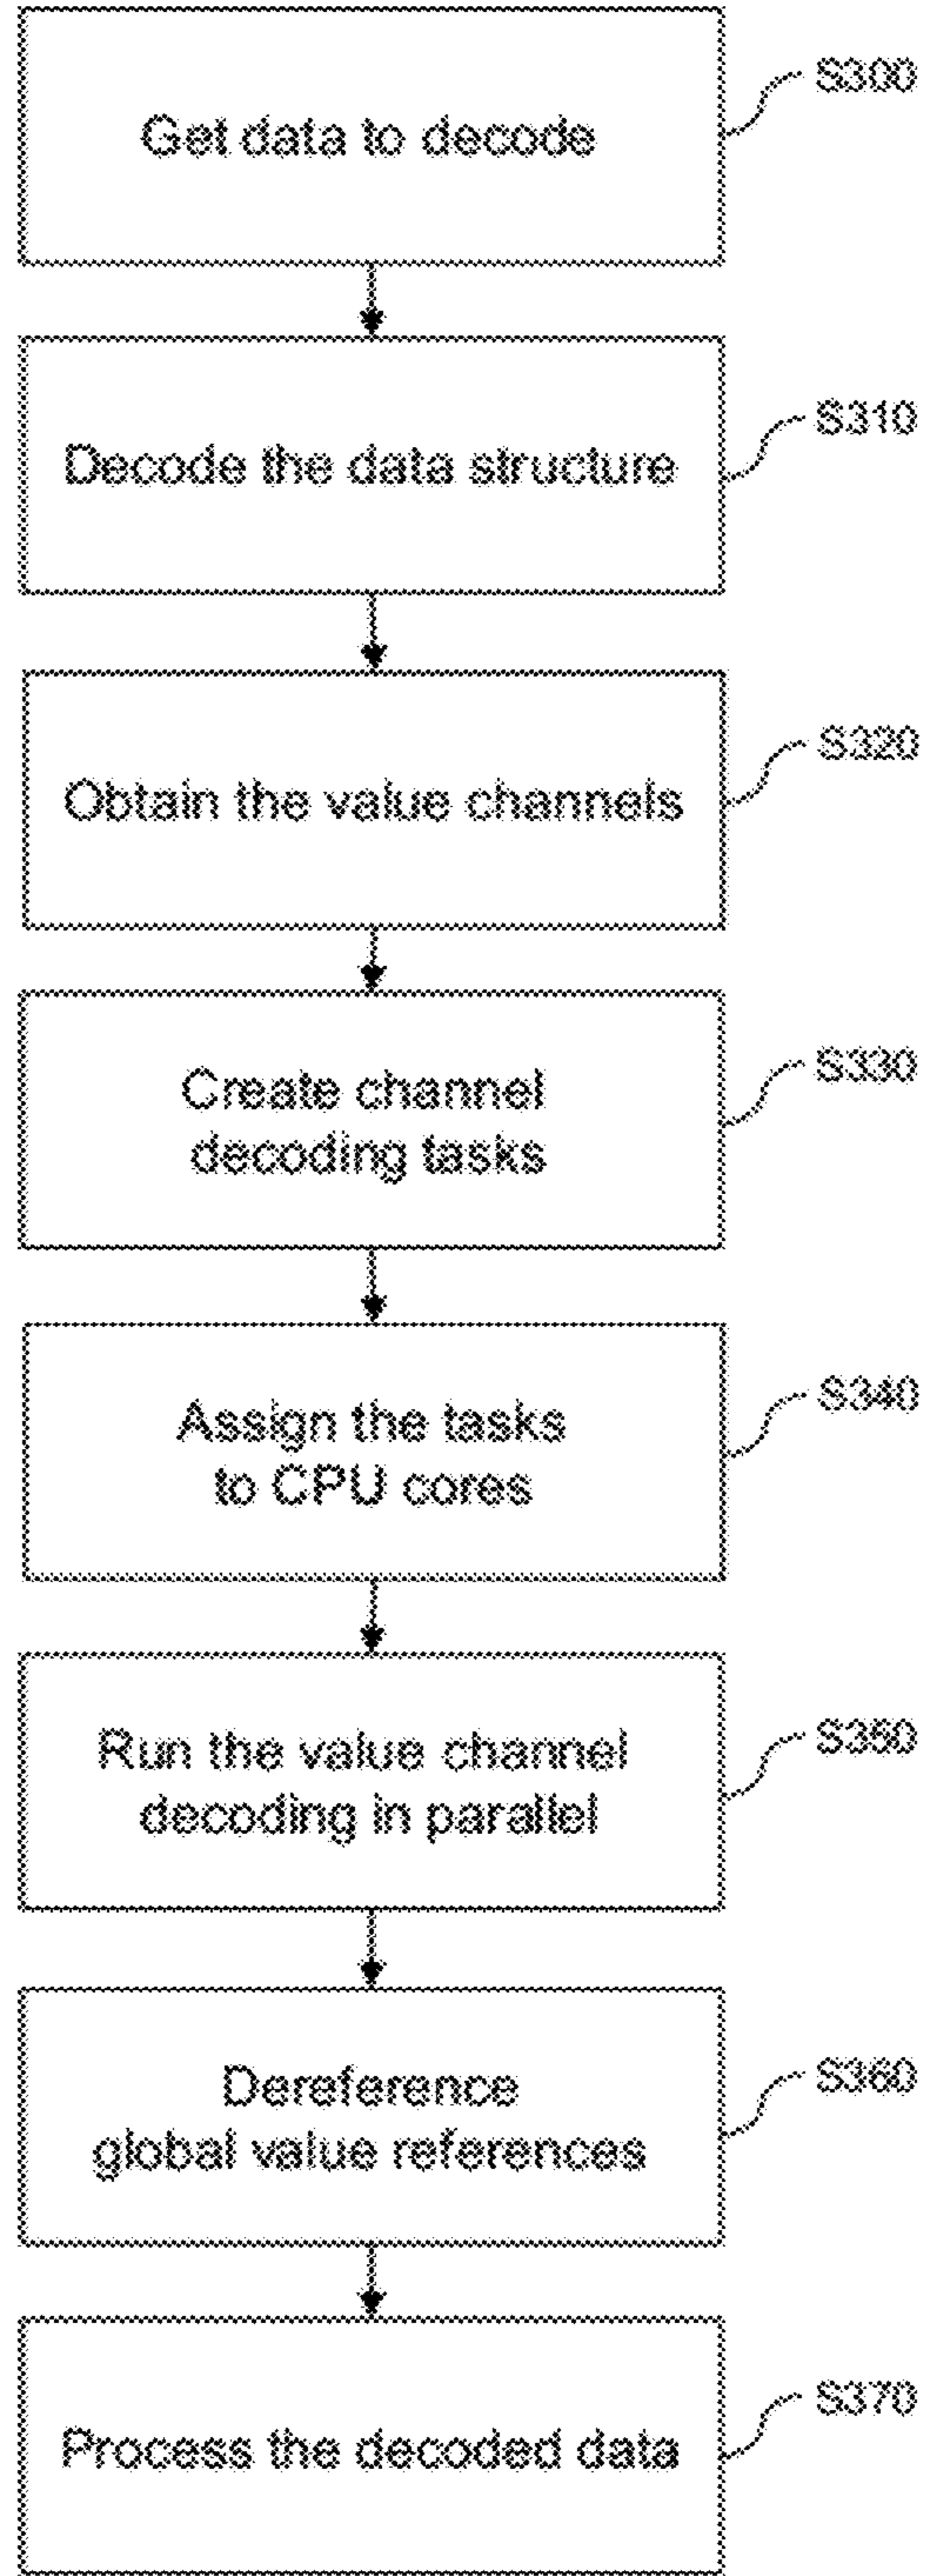 Get data to decode
S300
Decode the data structure
S310
Obtain the value channels
S320
Create channel
decoding tasks
S330
Assign the tasks
to CPU cores
S340
Run the value channel
decoding in parallel
S350
Dereference
global value references
S360
Process the decoded data
S370